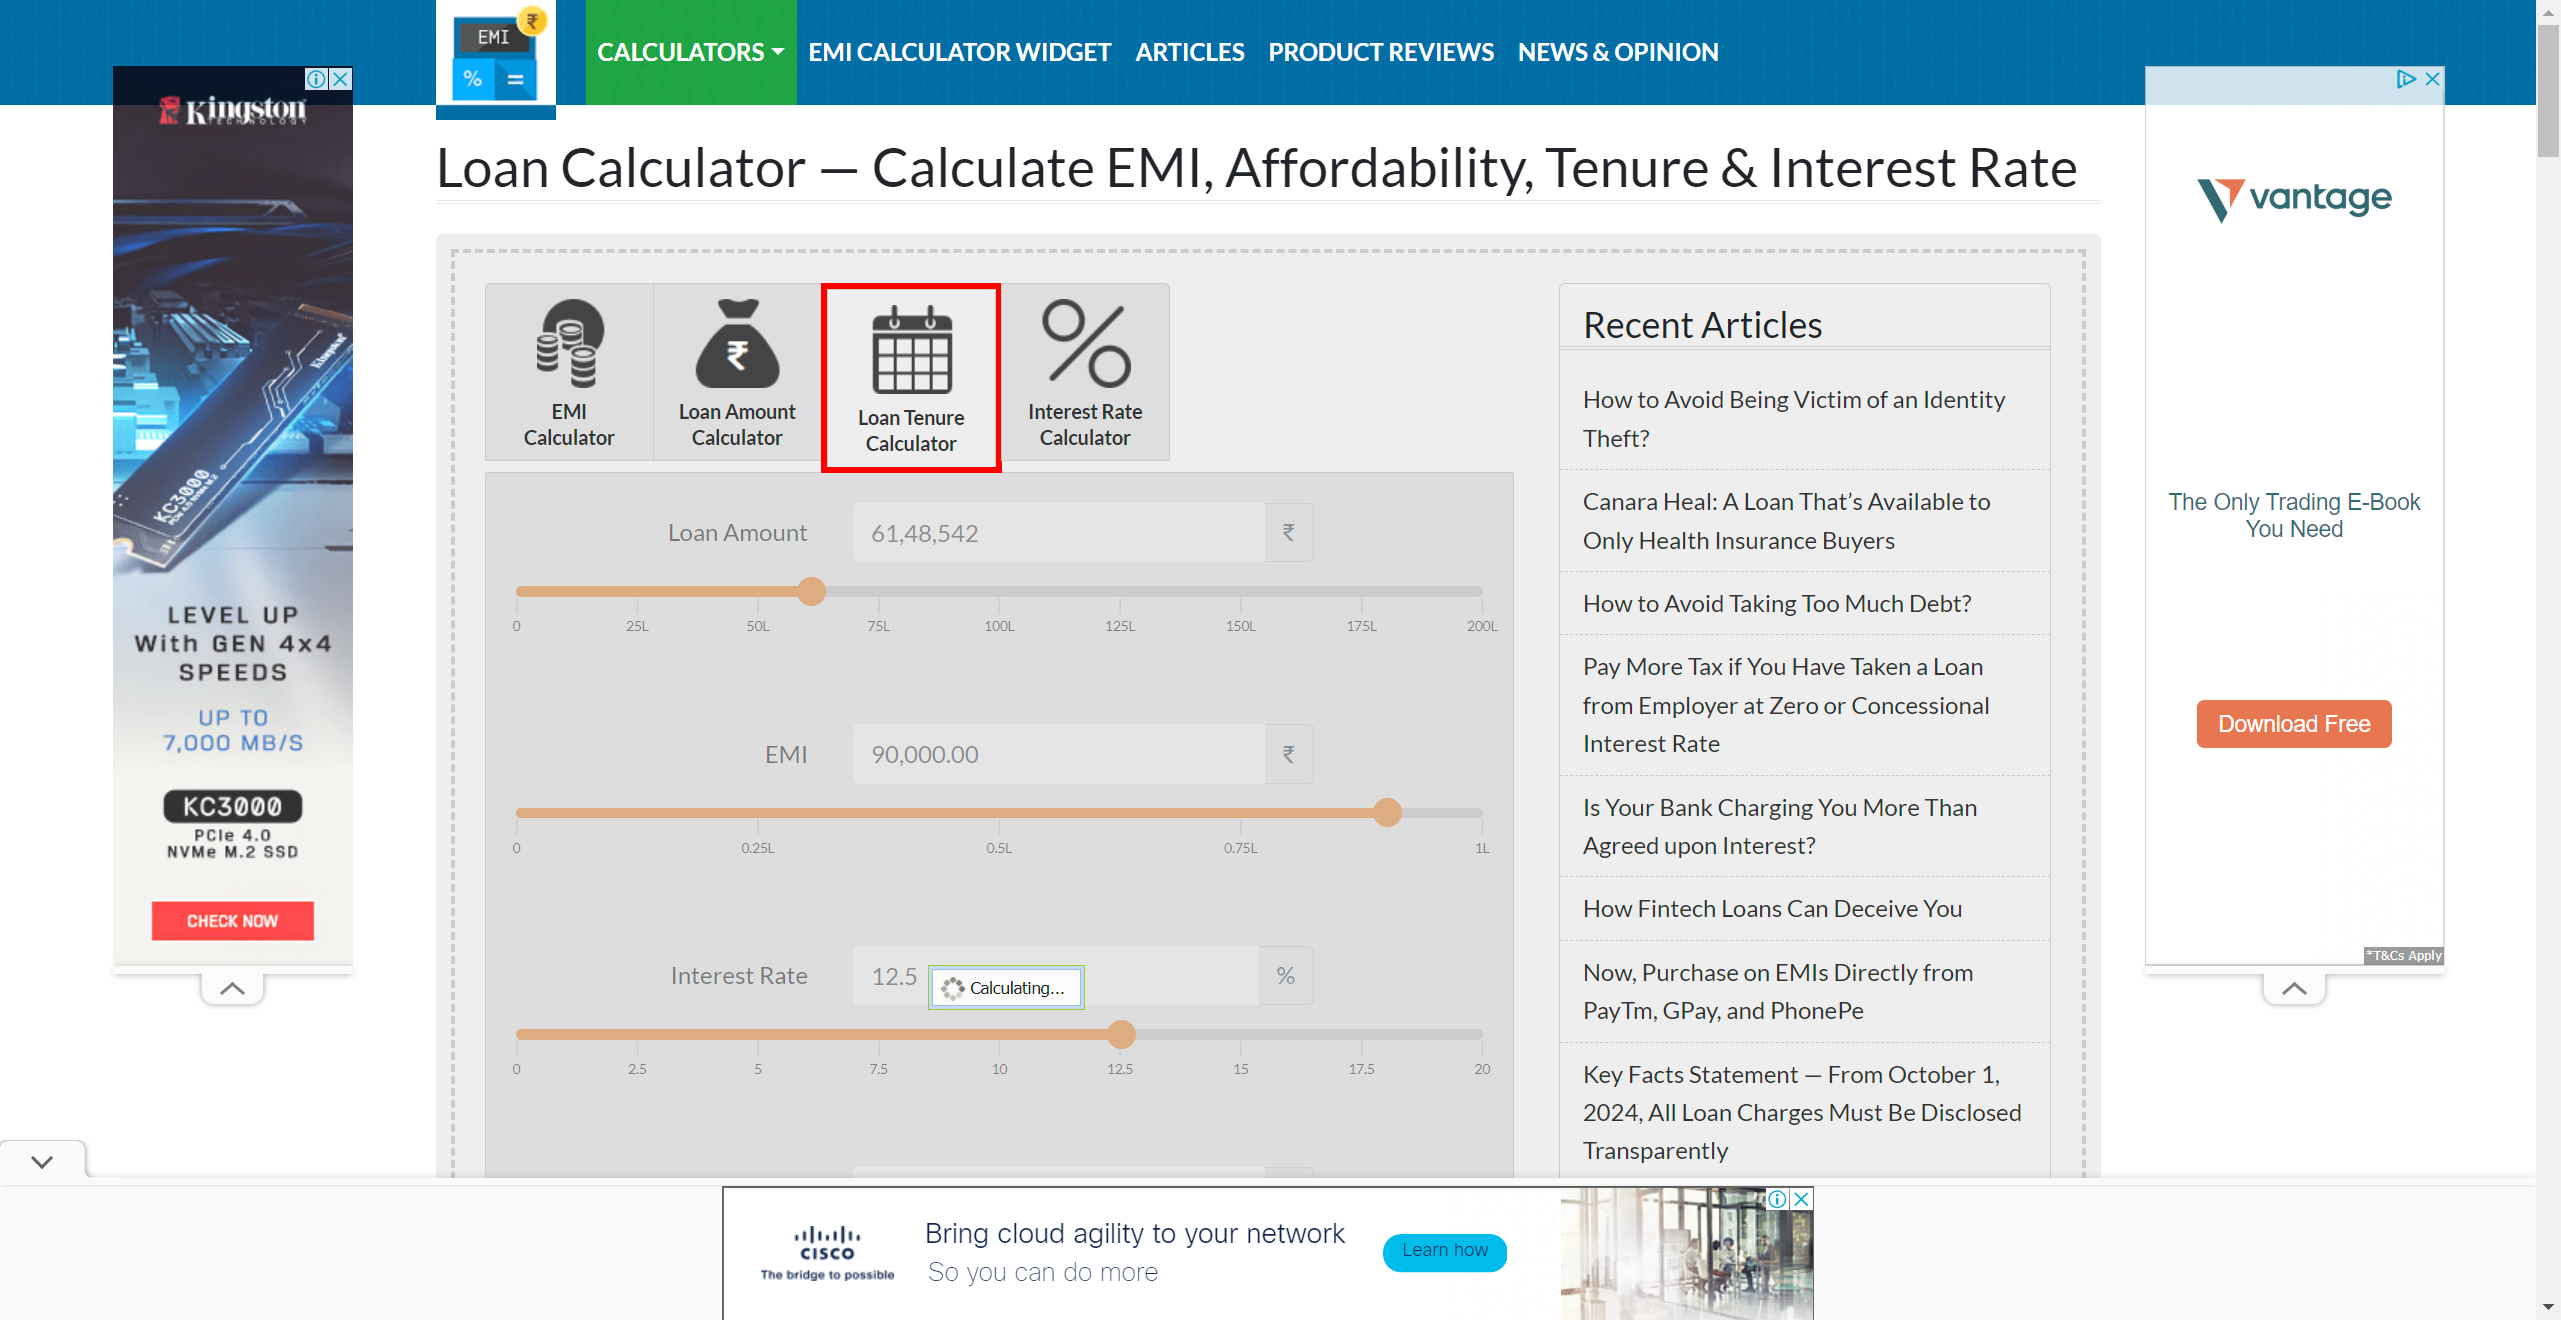 EMI
₹
%
=
CALCULATORS
EMI CALCULATOR WIDGET
ARTICLES
PRODUCT REVIEWS
NEWS & OPINION
Kingston
TECHNOLOGY
Kingston
KC3000
LEVEL UP
With GEN 4x4
SPEEDS
UP TO
7,000 MB/S
KC3000
PCIe 4.0
NVMe M.2 SSD
CHECK NOW
Loan Calculator — Calculate EMI, Affordability, Tenure & Interest Rate
EMI
Calculator
₹
Loan Amount
Calculator
Loan Tenure
Calculator
Interest Rate
Calculator
Loan Amount 61,48,542 ₹
0 25L 50L 75L 100L 125L 150L 175L 200L
EMI 90,000.00 ₹
0 0.25L 0.5L 0.75L 1L
Interest Rate 12.5 %
Calculating...
0 2.5 5 7.5 10 12.5 15 17.5 20
Recent Articles
How to Avoid Being Victim of an Identity
Theft?
Canara Heal: A Loan That’s Available to
Only Health Insurance Buyers
How to Avoid Taking Too Much Debt?
Pay More Tax if You Have Taken a Loan
from Employer at Zero or Concessional
Interest Rate
Is Your Bank Charging You More Than
Agreed upon Interest?
How Fintech Loans Can Deceive You
Now, Purchase on EMIs Directly from
PayTm, GPay, and PhonePe
Key Facts Statement — From October 1,
2024, All Loan Charges Must Be Disclosed
Transparently
vantage
The Only Trading E-Book
You Need
Download Free
*T&Cs Apply
CISCO
The bridge to possible
Bring cloud agility to your network
So you can do more
Learn how